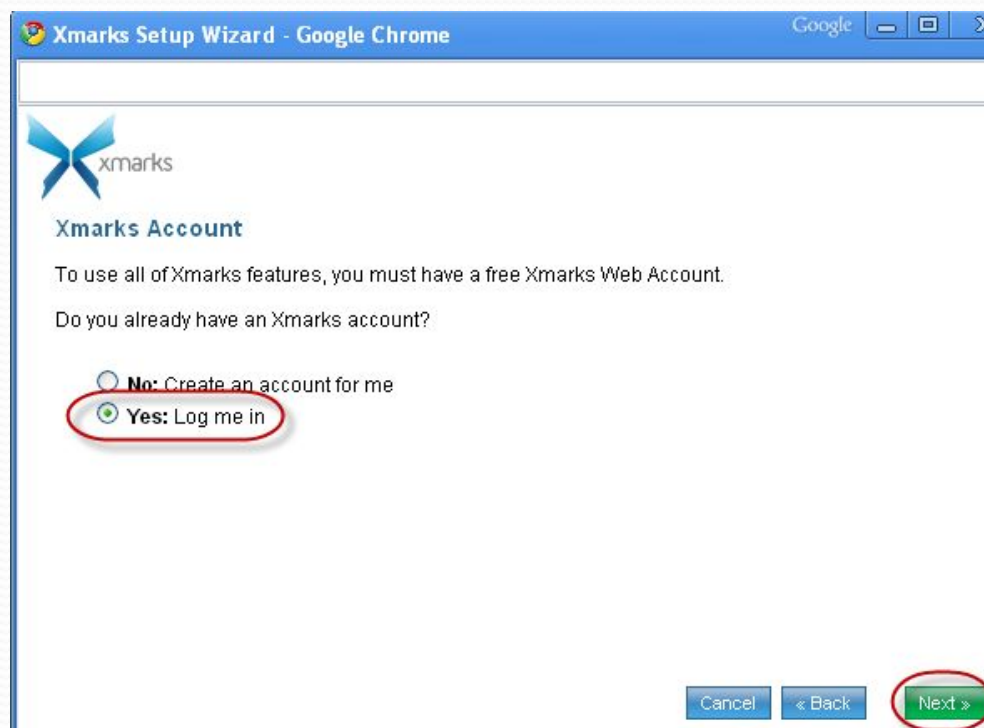 Xmarks Setup Wizard - Google Chrome
Google
xmarks
Xmarks Account
To use all of Xmarks features, you must have a free Xmarks Web Account.
Do you already have an Xmarks account?
No: Create an account for me
Yes: Log me in
Cancel
« Back
Next »